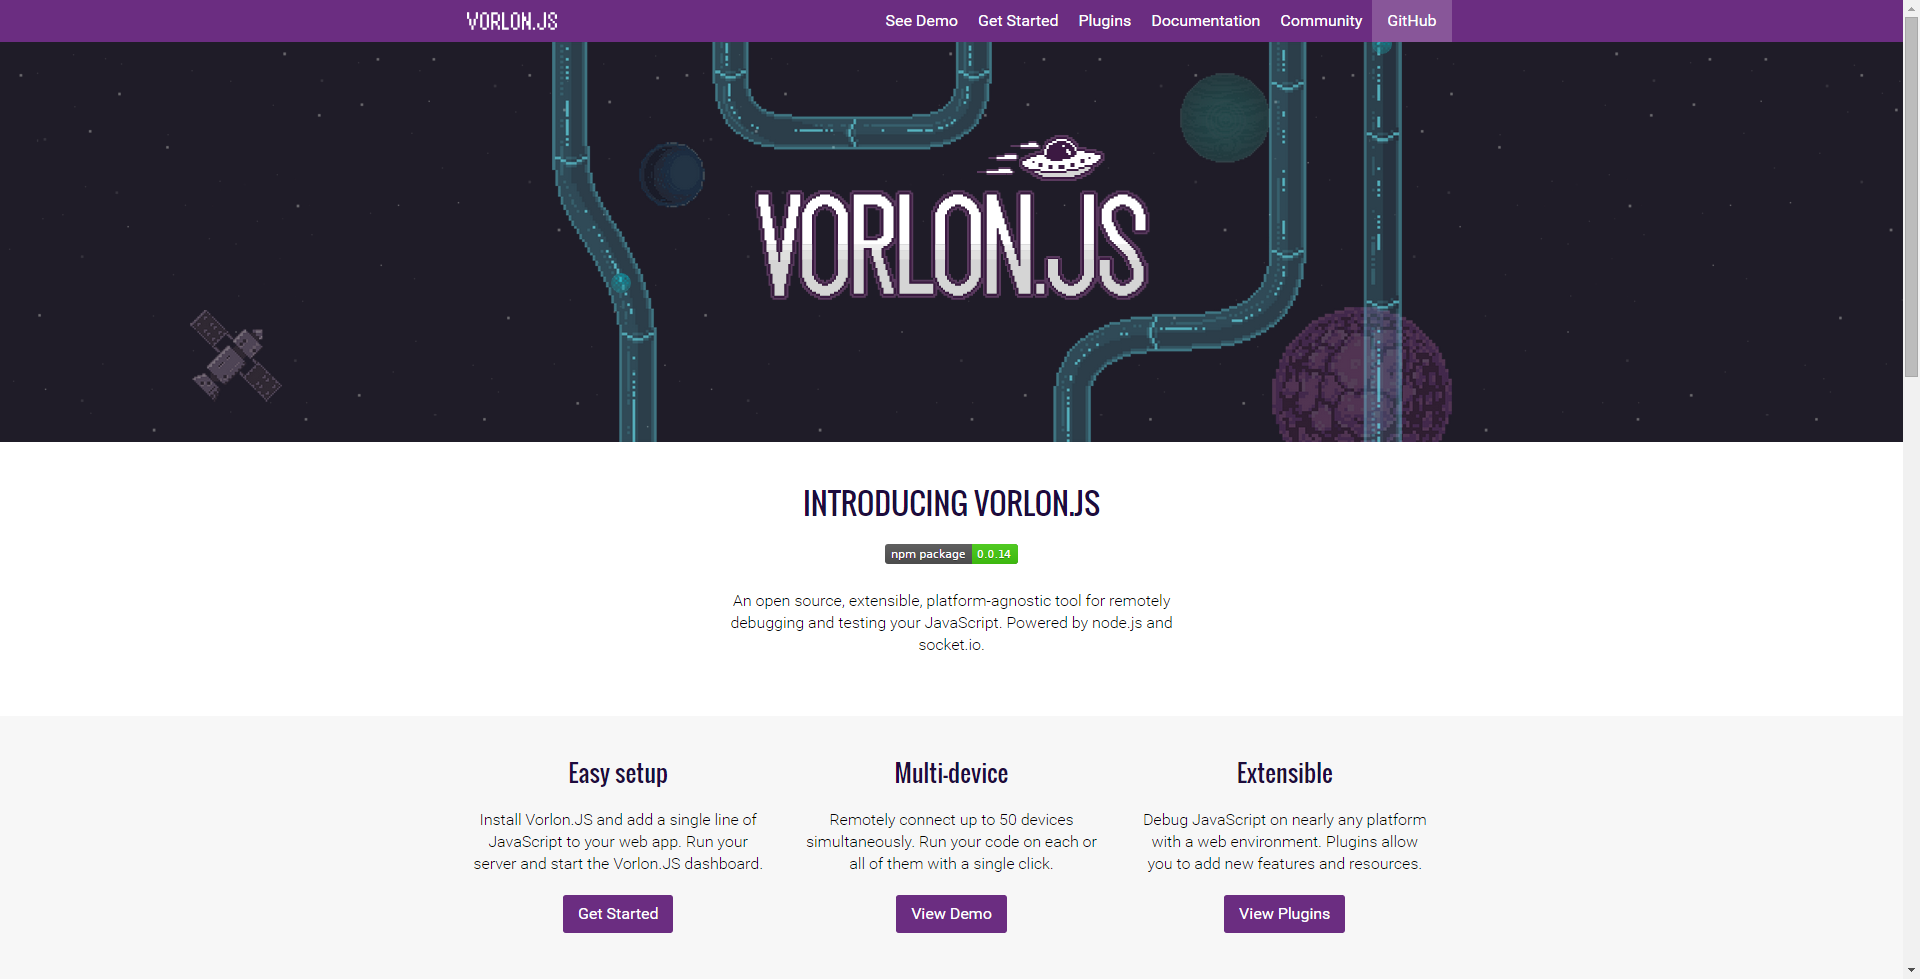 VORLON.JS See Demo Get Started Plugins Documentation Community GitHub
VORLON.JS
INTRODUCING VORLON.JS
npm package 0.0.14
An open source, extensible, platform-agnostic tool for remotely
debugging and testing your JavaScript. Powered by node.js and
socket.io.
Easy setup
Install Vorlon.JS and add a single line of
JavaScript to your web app. Run your
server and start the Vorlon.JS dashboard.
Get Started
Multi-device
Remotely connect up to 50 devices
simultaneously. Run your code on each or
all of them with a single click.
View Demo
Extensible
Debug JavaScript on nearly any platform
with a web environment. Plugins allow
you to add new features and resources.
View Plugins